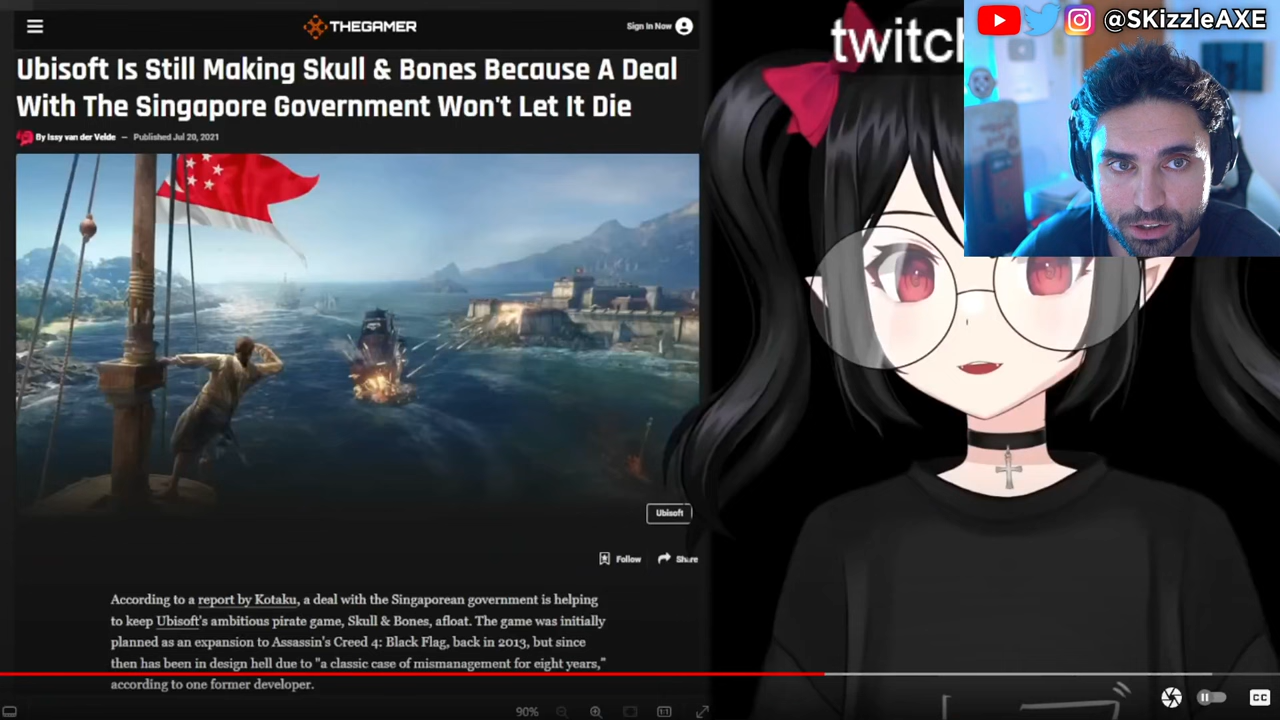 THEGAMER
Sign In Now
Ubisoft Is Still Making Skull & Bones Because A Deal
With The Singapore Government Won't Let It Die
By Issy van der Velde — Published Jul 20, 2021
Ubisoft
Follow
Share
According to a report by Kotaku, a deal with the Singaporean government is helping
to keep Ubisoft's ambitious pirate game, Skull & Bones, afloat. The game was initially
planned as an expansion to Assassin's Creed 4: Black Flag, back in 2013, but since
then has been in design hell due to "a classic case of mismanagement for eight years,"
according to one former developer.
90%
1:1
twitch
@SKizzleAXE
CC